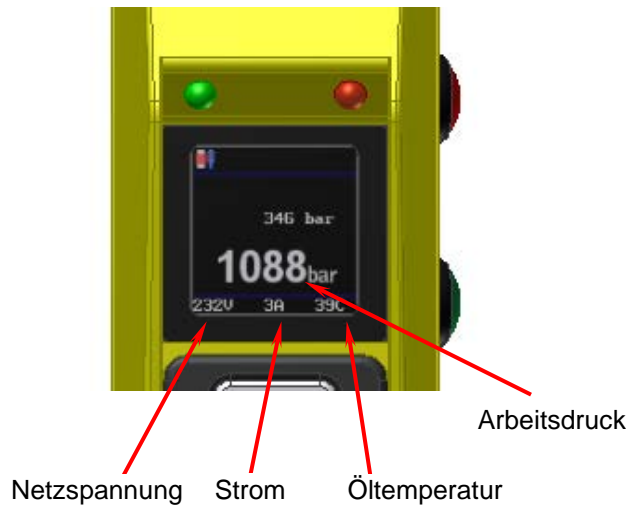 346 bar
1088bar
232V 3A 39C
Arbeitsdruck
Netzspannung Strom Öltemperatur